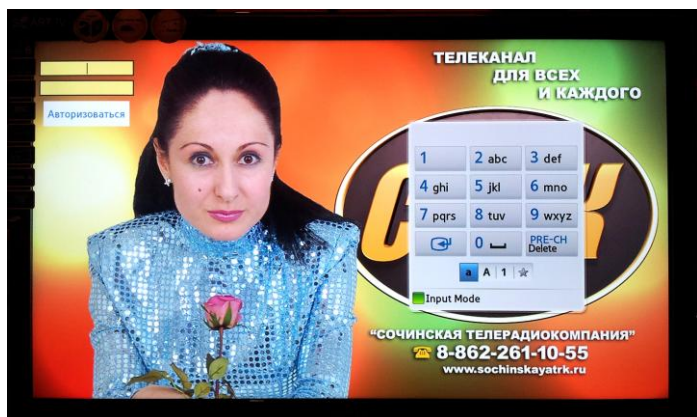 ТЕЛЕКАНАЛ
ДЛЯ ВСЕХ
И КАЖДОГО
Авторизоваться
1
2 abc
3 def
4 ghi
5 jkl
6 mno
7 pqrs
8 tuv
9 wxyz
0
PRE-CH
Delete
a A 1
Input Mode
"СОЧИНСКАЯ ТЕЛЕРАДИОКОМПАНИЯ"
8-862-261-10-55
www.sochinskayatrk.ru